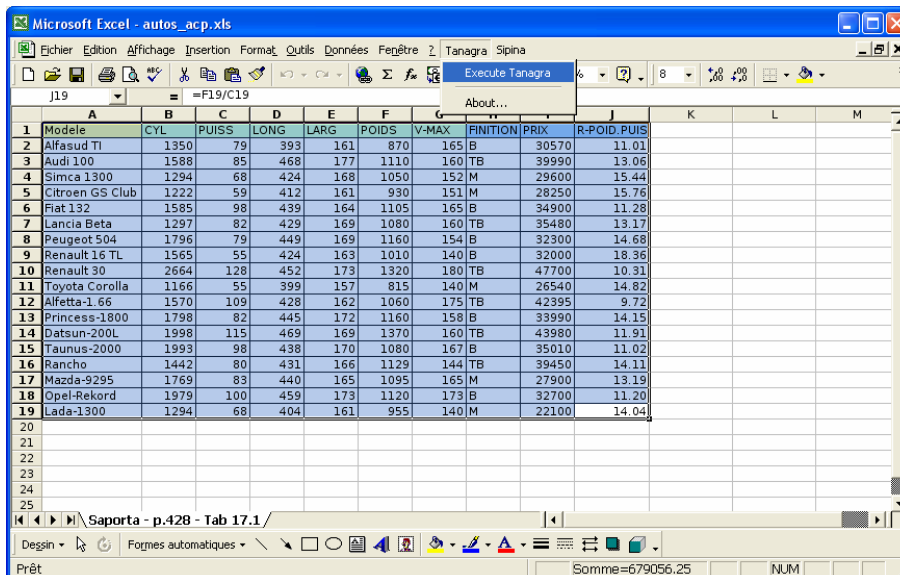 Microsoft Excel - autos_acp.xls
Fichier Edition Affichage Insertion Format Outils Données Fenêtre ? Tanagra Sipina
Execute Tanagra
8
About...
J19 = =F19/C19
A B C D E F G H I J K L M
1 Modele CYL PUISS LONG LARG POIDS V-MAX FINITION PRIX R-POID.PUIS
2 Alfasud TI 1350 79 393 161 870 165 B 30570 11.01
3 Audi 100 1588 85 468 177 1110 160 TB 39990 13.06
4 Simca 1300 1294 68 424 168 1050 152 M 29600 15.44
5 Citroen GS Club 1222 59 412 161 930 151 M 28250 15.76
6 Fiat 132 1585 98 439 164 1105 165 B 34900 11.28
7 Lancia Beta 1297 82 429 169 1080 160 TB 35480 13.17
8 Peugeot 504 1796 79 449 169 1160 154 B 32300 14.68
9 Renault 16 TL 1565 55 424 163 1010 140 B 32000 18.36
10 Renault 30 2664 128 452 173 1320 180 TB 47700 10.31
11 Toyota Corolla 1166 55 399 157 815 140 M 26540 14.82
12 Alfetta-1.66 1570 109 428 162 1060 175 TB 42395 9.72
13 Princess-1800 1798 82 445 172 1160 158 B 33990 14.15
14 Datsun-200L 1998 115 469 169 1370 160 TB 43980 11.91
15 Taunus-2000 1993 98 438 170 1080 167 B 35010 11.02
16 Rancho 1442 80 431 166 1129 144 TB 39450 14.11
17 Mazda-9295 1769 83 440 165 1095 165 M 27900 13.19
18 Opel-Rekord 1979 100 459 173 1120 173 B 32700 11.20
19 Lada-1300 1294 68 404 161 955 140 M 22100 14.04
20
21
22
23
24
25
Saporta - p.428 - Tab 17.1
Dessin Formes automatiques
Prêt Somme=679056.25 NUM